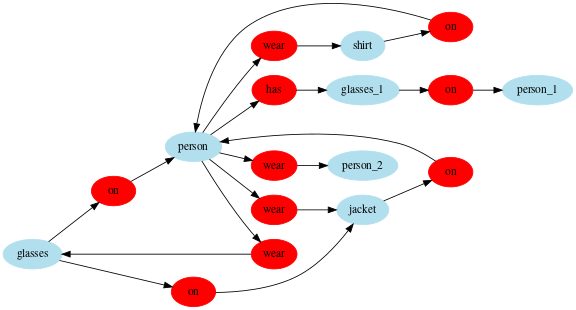 on
wear
shirt
has
glasses_1
on
person_1
person
wear
person_2
on
on
wear
jacket
glasses
wear
on